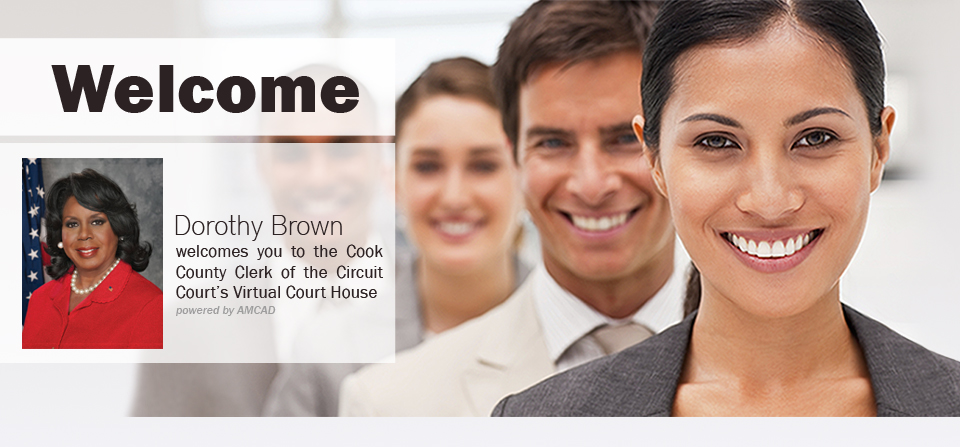 Welcome
Dorothy Brown
welcomes you to the Cook
County Clerk of the Circuit
Court's Virtual Court House
powered by AMCAD